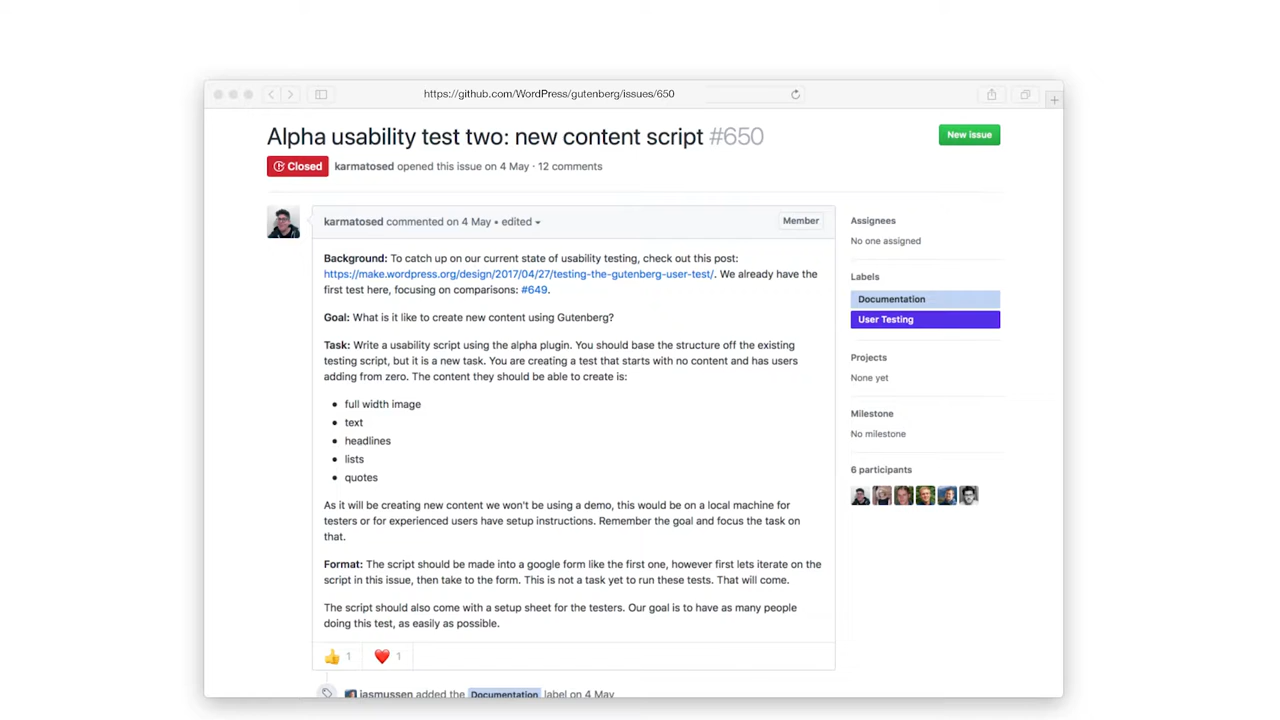 https://github.com/WordPress/gutenberg/issues/650
Alpha usability test two: new content script #650
New issue
Closed karmatosed opened this issue on 4 May · 12 comments
karmatosed commented on 4 May • edited
Member
Background: To catch up on our current state of usability testing, check out this post:
https://make.wordpress.org/design/2017/04/27/testing-the-gutenberg-user-test/. We already have the
first test here, focusing on comparisons: #649.
Goal: What is it like to create new content using Gutenberg?
Task: Write a usability script using the alpha plugin. You should base the structure off the existing
testing script, but it is a new task. You are creating a test that starts with no content and has users
adding from zero. The content they should be able to create is:
• full width image
• text
• headlines
• lists
• quotes
As it will be creating new content we won't be using a demo, this would be on a local machine for
testers or for experienced users have setup instructions. Remember the goal and focus the task on
that.
Format: The script should be made into a google form like the first one, however first lets iterate on the
script in this issue, then take to the form. This is not a task yet to run these tests. That will come.
The script should also come with a setup sheet for the testers. Our goal is to have as many people
doing this test, as easily as possible.
👍 1 ❤️ 1
jasmussen added the Documentation label on 4 May
Assignees
No one assigned
Labels
Documentation
User Testing
Projects
None yet
Milestone
No milestone
6 participants